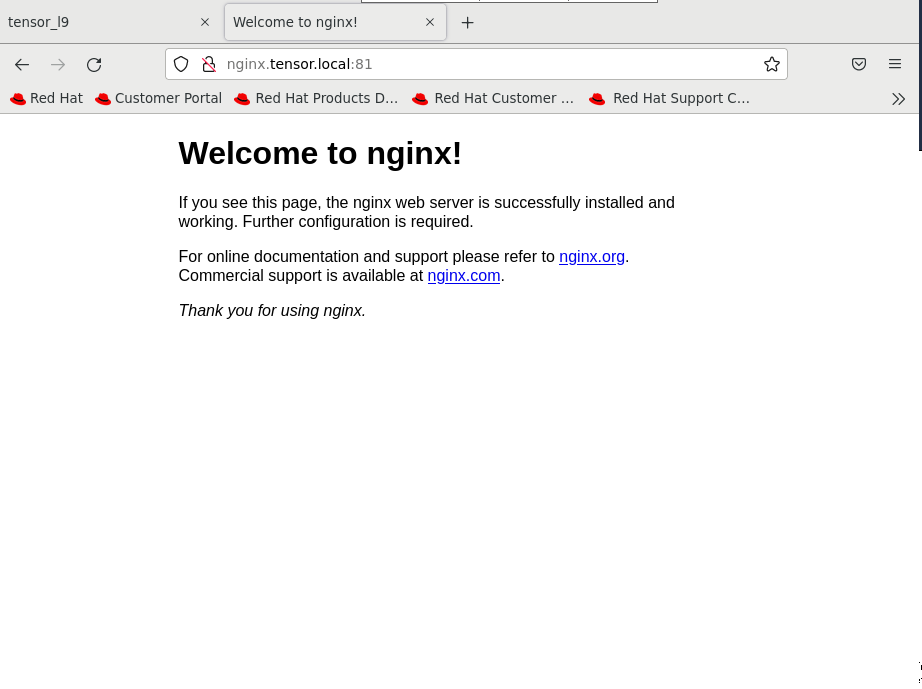 tensor_l9
Welcome to nginx!
nginx.tensor.local:81
Red Hat Customer Portal Red Hat Products D... Red Hat Customer ... Red Hat Support C...
Welcome to nginx!
If you see this page, the nginx web server is successfully installed and
working. Further configuration is required.
For online documentation and support please refer to nginx.org.
Commercial support is available at nginx.com.
Thank you for using nginx.